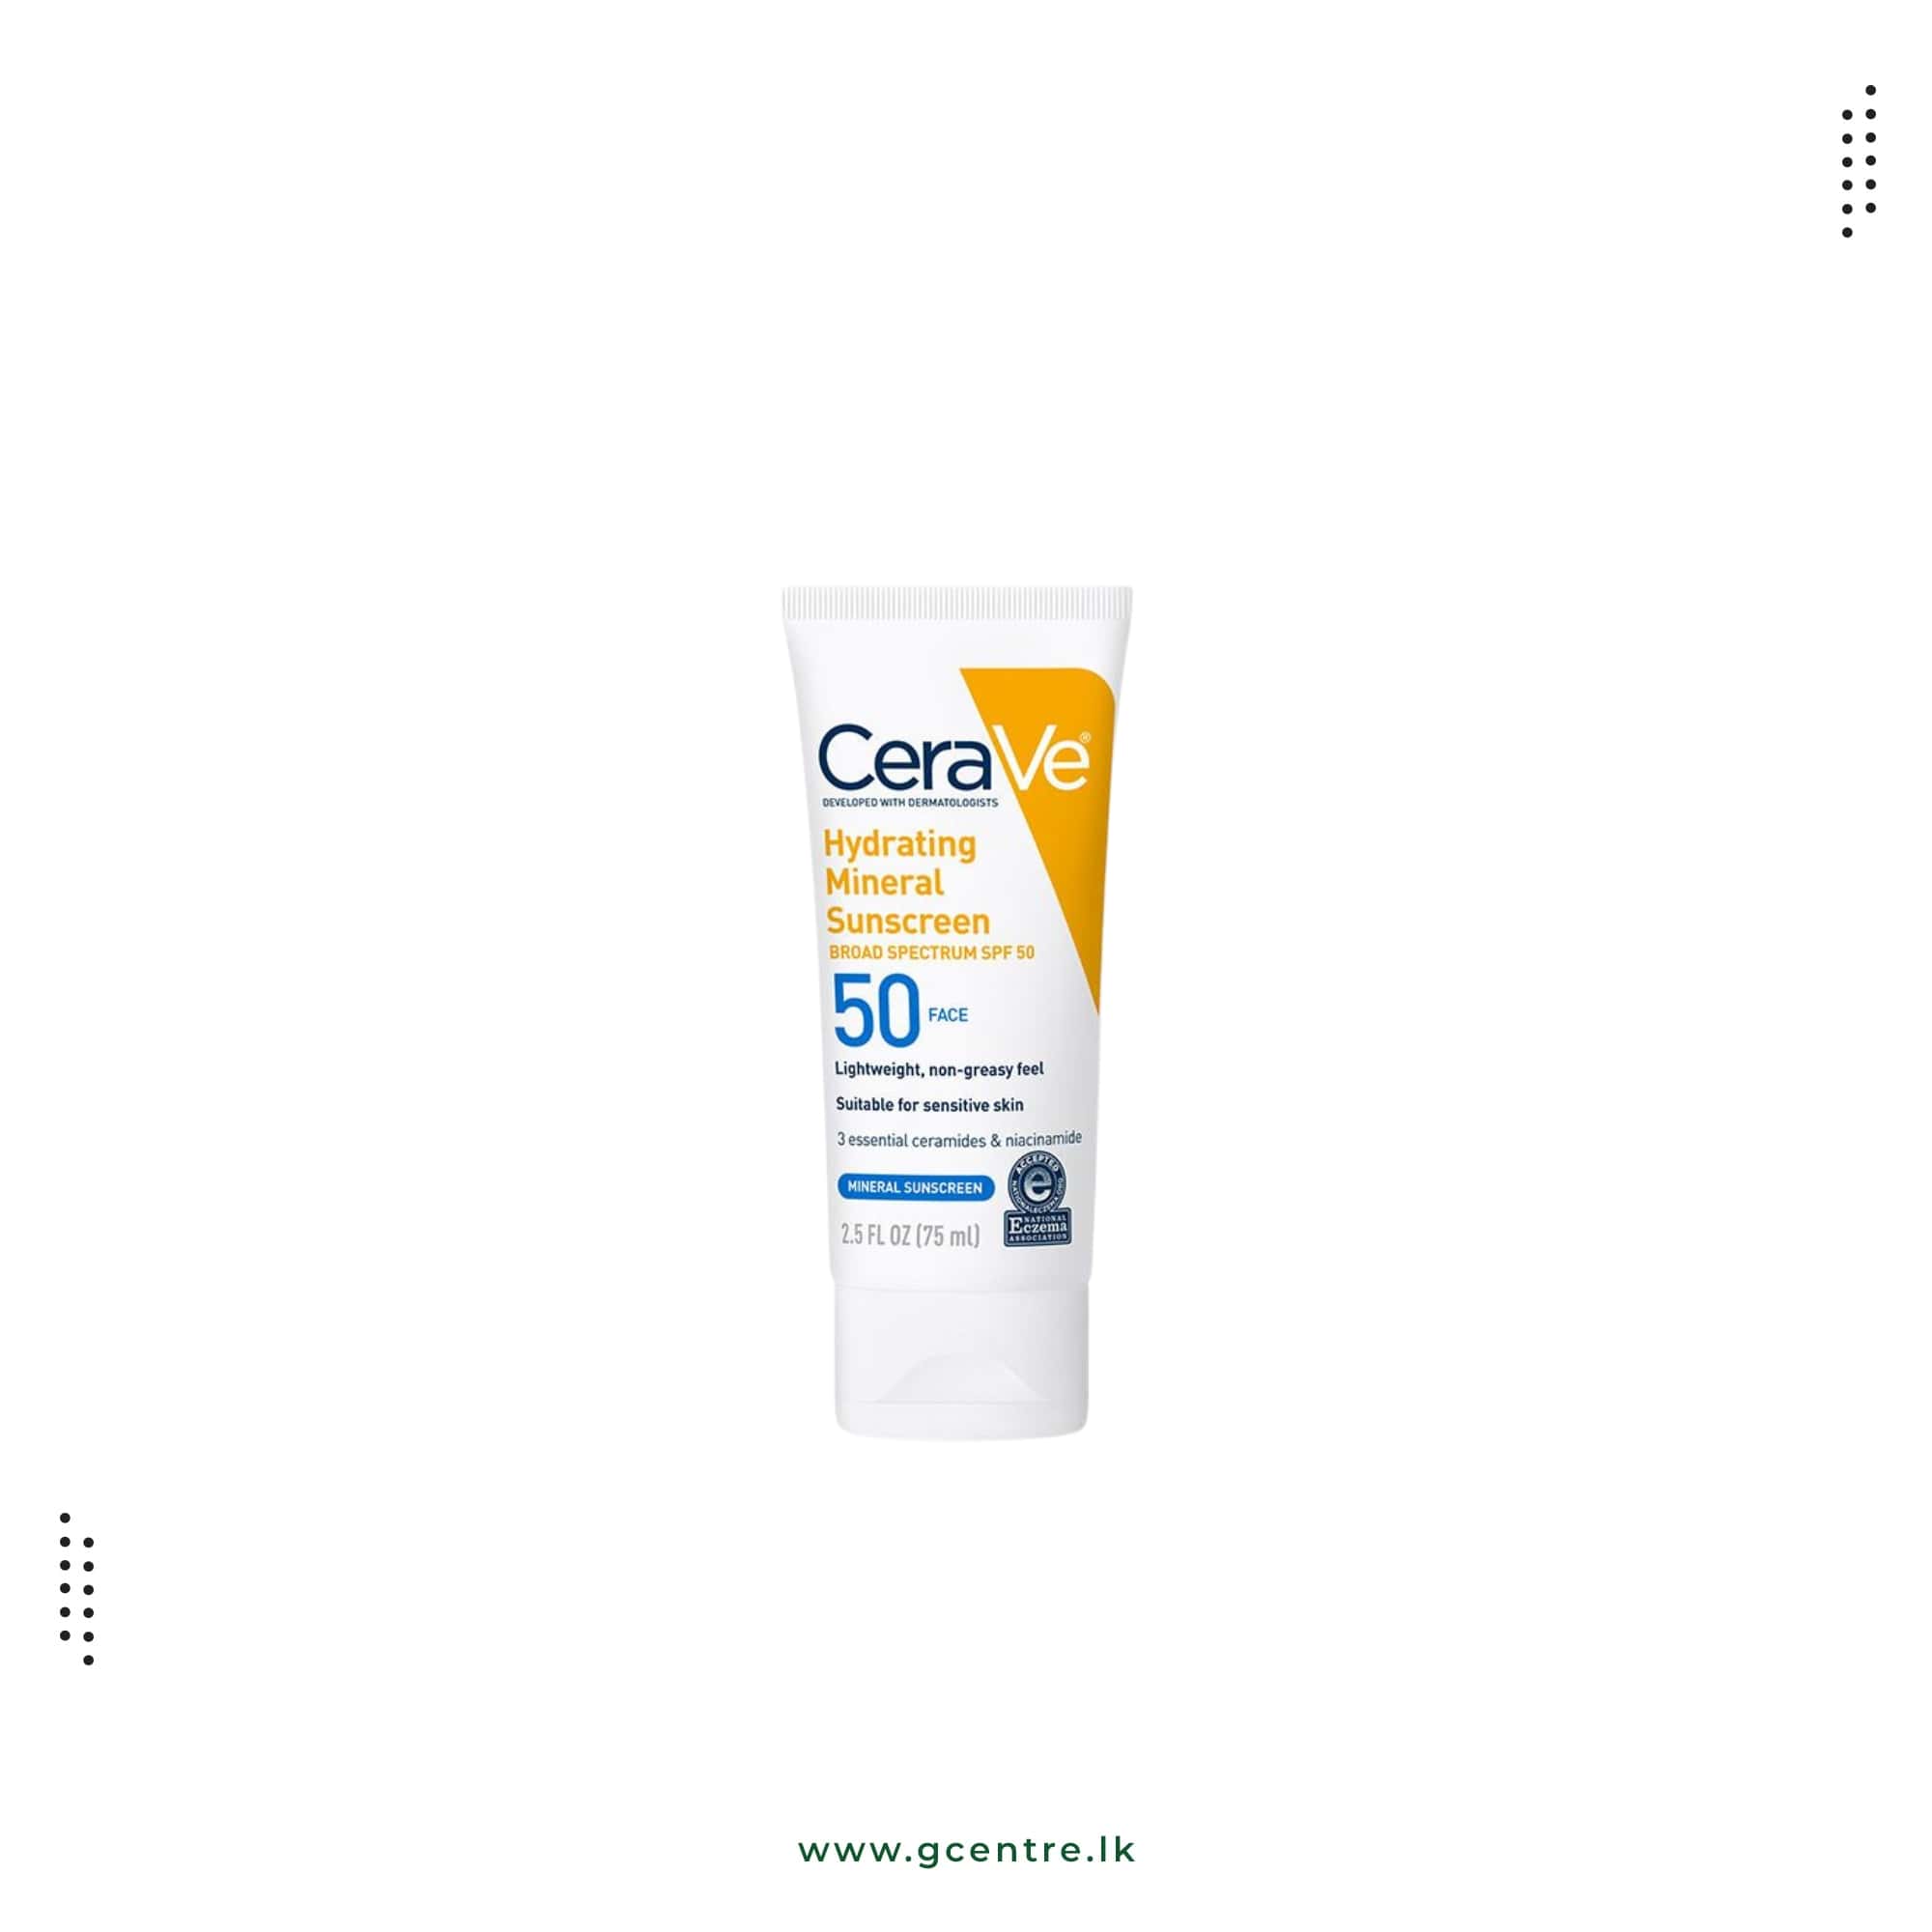 CeraVe®
DEVELOPED WITH DERMATOLOGISTS
Hydrating
Mineral
Sunscreen
BROAD SPECTRUM SPF 50
50 FACE
Lightweight, non-greasy feel
Suitable for sensitive skin
3 essential ceramides & niacinamide
MINERAL SUNSCREEN
ACCEPTED
NATIONALECZEMA.ORG
e
NATIONAL
Eczema
ASSOCIATION
2.5 FL OZ (75 ml)
www.gcentre.lk